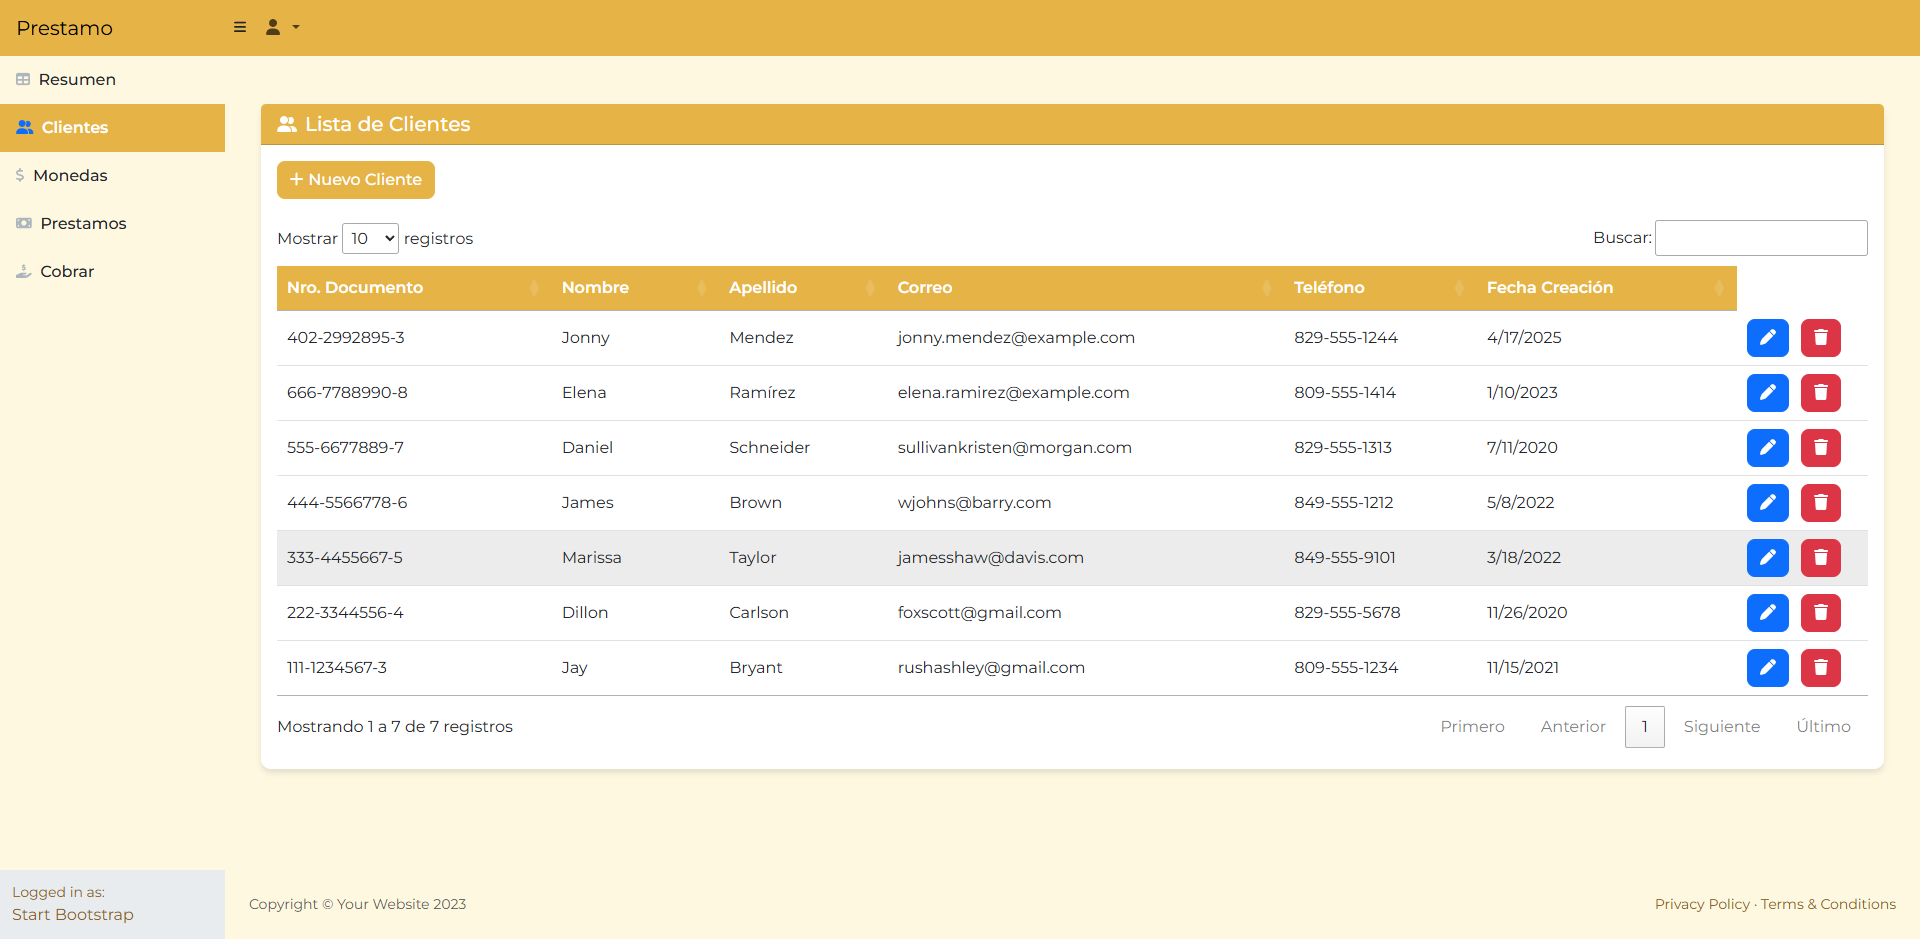 Prestamo
Resumen
Clientes
Monedas
Prestamos
Cobrar
Lista de Clientes
+ Nuevo Cliente
Mostrar 10 registros
Buscar:
Nro. Documento Nombre Apellido Correo Teléfono Fecha Creación
402-2992895-3 Jonny Mendez jonny.mendez@example.com 829-555-1244 4/17/2025
666-7788990-8 Elena Ramírez elena.ramirez@example.com 809-555-1414 1/10/2023
555-6677889-7 Daniel Schneider sullivankristen@morgan.com 829-555-1313 7/11/2020
444-5566778-6 James Brown wjohns@barry.com 849-555-1212 5/8/2022
333-4455667-5 Marissa Taylor jamesshaw@davis.com 849-555-9101 3/18/2022
222-3344556-4 Dillon Carlson foxscott@gmail.com 829-555-5678 11/26/2020
111-1234567-3 Jay Bryant rushashley@gmail.com 809-555-1234 11/15/2021
Mostrando 1 a 7 de 7 registros
Primero Anterior 1 Siguiente Último
Logged in as:
Start Bootstrap
Copyright © Your Website 2023
Privacy Policy · Terms & Conditions